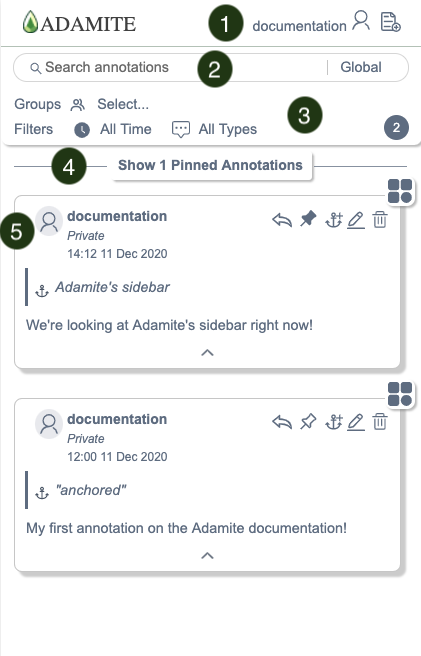 ADAMITE
1
documentation
Search annotations
2
Global
Groups Select...
3
Filters All Time All Types
2
4
Show 1 Pinned Annotations
5
documentation
Private
14:12 11 Dec 2020
Adamite's sidebar
We're looking at Adamite's sidebar right now!
documentation
Private
12:00 11 Dec 2020
"anchored"
My first annotation on the Adamite documentation!